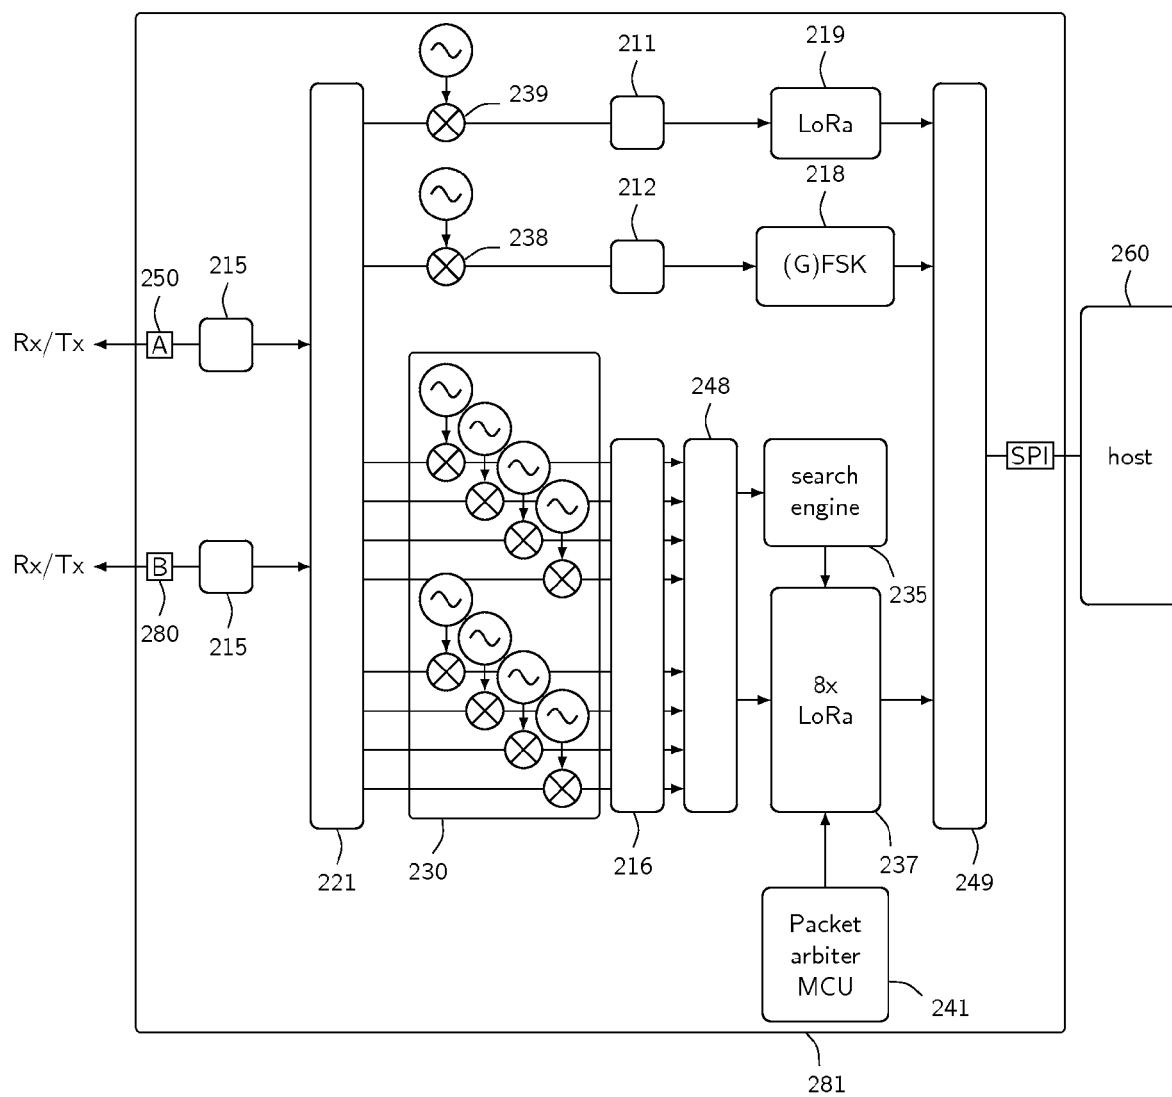 211
219
239
LoRa
212
218
238
(G)FSK
250
215
260
Rx/Tx
A
248
search
engine
SPI
host
Rx/Tx
B
235
280
215
8x
LoRa
230
216
237
221
249
Packet
arbiter
MCU
241
281